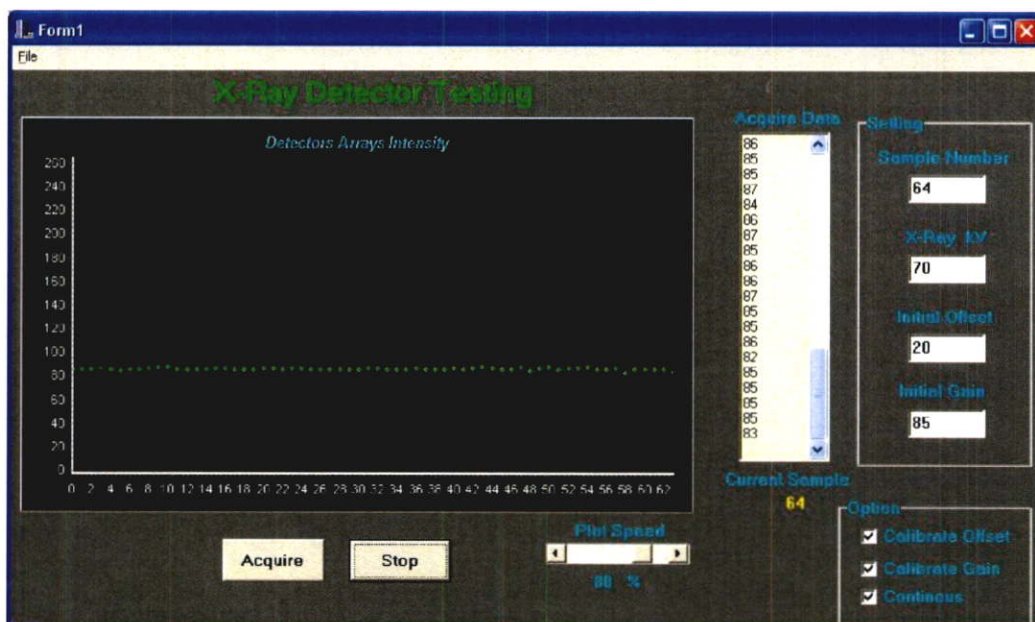 Form1
File
X-Ray Detector Testing
Detectors Arrays Intensity
260
240
220
200
180
160
140
120
100
80
60
40
20
0
0 2 4 6 8 10 12 14 16 18 20 22 24 26 28 30 32 34 36 38 40 42 44 46 48 50 52 54 56 58 60 62
Acquire
Stop
Plot Speed
80 %
Acquire Data
86
85
85
87
84
86
87
85
86
86
87
85
85
86
82
85
85
85
85
83
Current Sample
64
Setting
Sample Number
64
X-Ray kV
70
Initial Offset
20
Initial Gain
85
Option
Calibrate Offset
Calibrate Gain
Continous